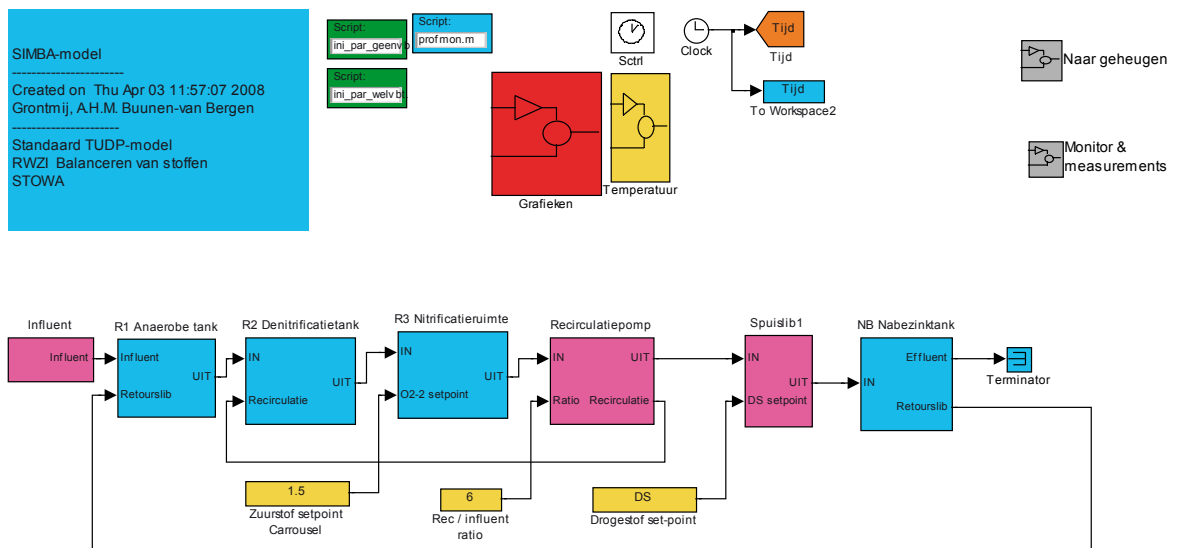 SIMBA-model
-----------------------
Created on  Thu Apr 03 11:57:07 2008
Grontmij, A.H.M. Buunen-van Bergen
----------------------
Standaard TUDP-model
RWZI  Balanceren van stoffen
STOWA
Script:
ini_par_geenvb
Script:
profmon.m
Script:
ini_par_welvbf.
Sctrl
Clock
Tijd
Tijd
Tijd
To Workspace2
Grafieken
Temperatuur
Naar geheugen
Monitor &
measurements
Influent
Influent
R1 Anaerobe tank
Influent
UIT
Retourslib
R2 Denitrificatietank
IN
UIT
Recirculatie
R3 Nitrificatieruimte
IN
UIT
O2-2 setpoint
Recirculatiepomp
IN
UIT
Ratio
Recirculatie
Spuislib1
IN
UIT
DS setpoint
NB Nabezinktank
Effluent
IN
Retourslib
Terminator
1.5
Zuurstof setpoint
Carrousel
6
Rec / influent
ratio
DS
Drogestof set-point